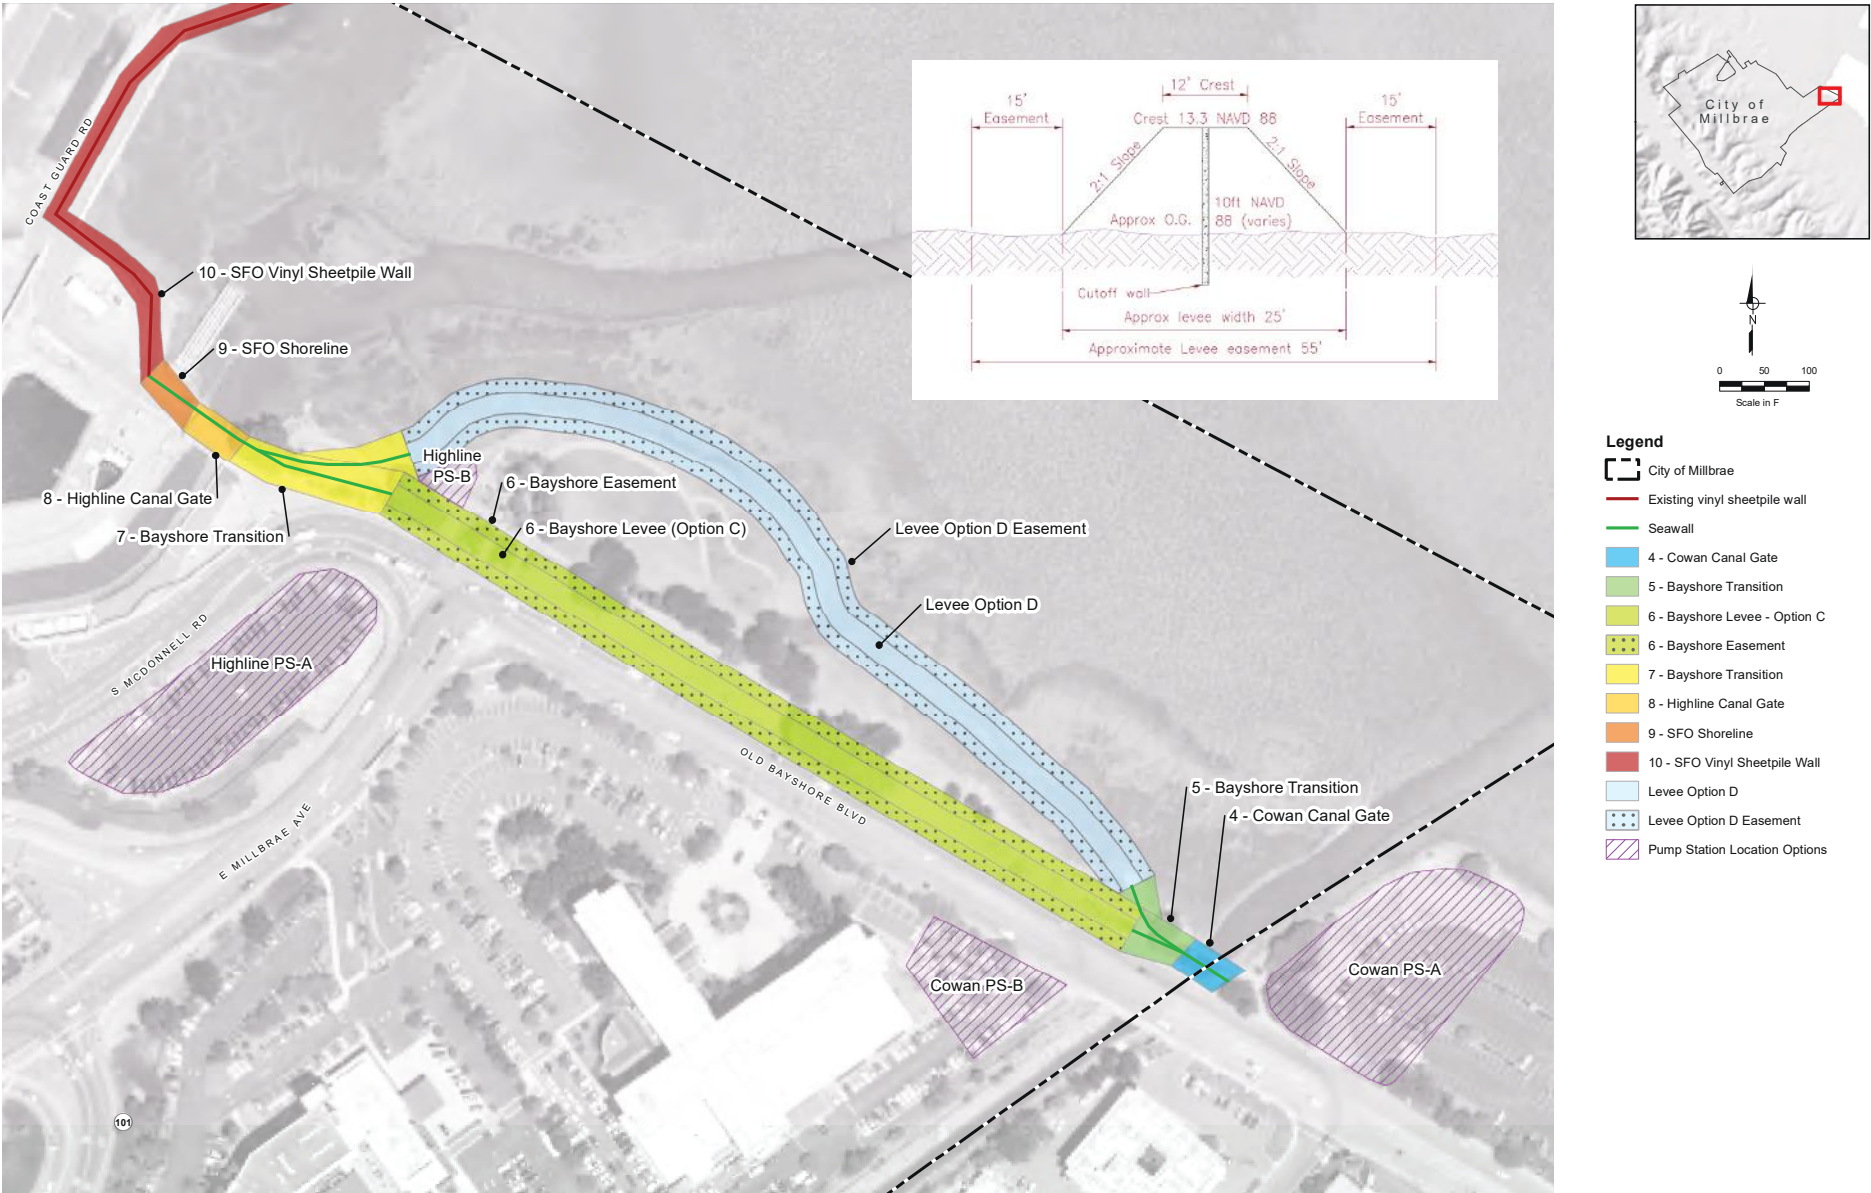 COAST GUARD RD
10 - SFO Vinyl Sheetpile Wall
9 - SFO Shoreline
8 - Highline Canal Gate
7 - Bayshore Transition
Highline
PS-B
6 - Bayshore Easement
6 - Bayshore Levee (Option C)
Levee Option D Easement
Levee Option D
S MCDONNELL RD
Highline PS-A
E MILLBRAE AVE
OLD BAYSHORE BLVD
5 - Bayshore Transition
4 - Cowan Canal Gate
Cowan PS-B
Cowan PS-A
101
12' Crest
15'
Easement
Crest 13.3 NAVD 88
15'
Easement
2:1 Slope
2:1 Slope
Approx O.G.
10ft NAVD
88 (varies)
Cutoff wall
Approx levee width 25'
Approximate Levee easement 55'
City of
Millbrae
N
0 50 100
Scale in F
Legend
City of Millbrae
Existing vinyl sheetpile wall
Seawall
4 - Cowan Canal Gate
5 - Bayshore Transition
6 - Bayshore Levee - Option C
6 - Bayshore Easement
7 - Bayshore Transition
8 - Highline Canal Gate
9 - SFO Shoreline
10 - SFO Vinyl Sheetpile Wall
Levee Option D
Levee Option D Easement
Pump Station Location Options